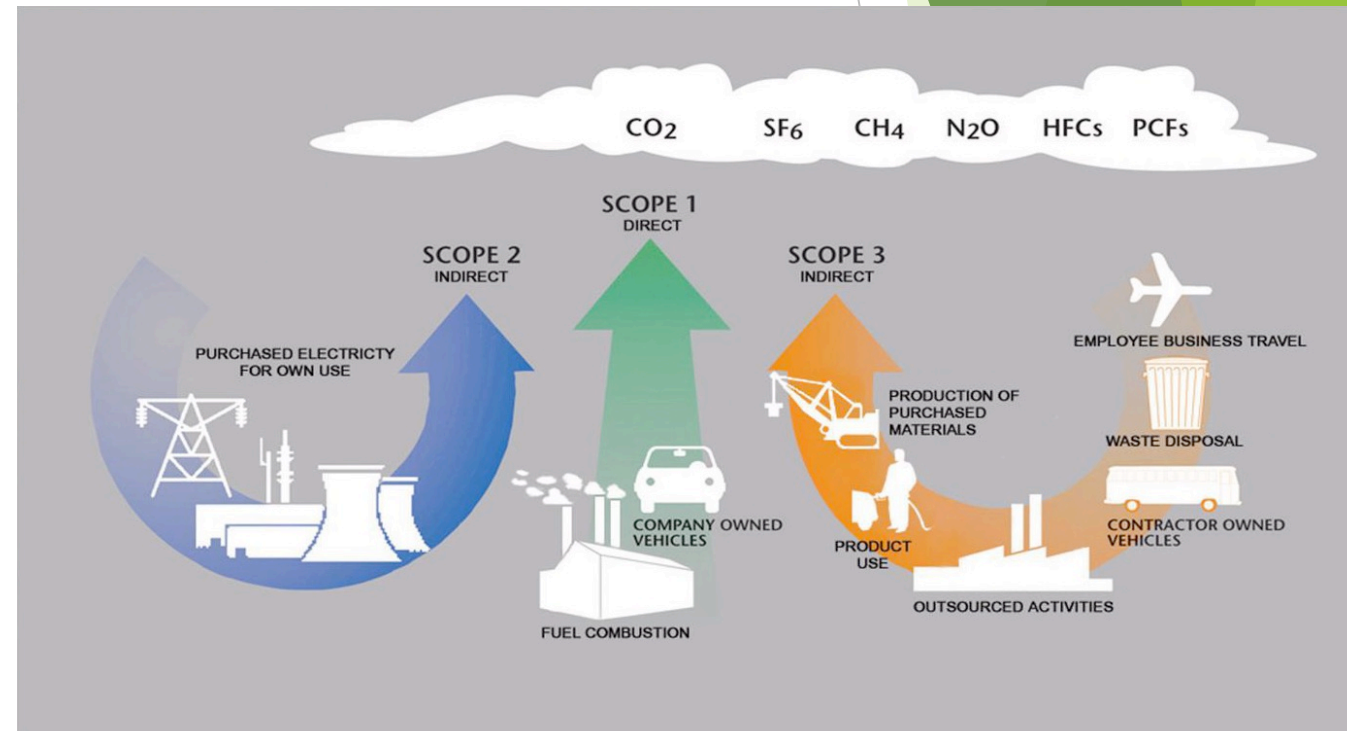 CO2 SF6 CH4 N2O HFCs PCFs
SCOPE 1
DIRECT
SCOPE 2
INDIRECT
SCOPE 3
INDIRECT
PURCHASED ELECTRICTY
FOR OWN USE
COMPANY OWNED
VEHICLES
FUEL COMBUSTION
PRODUCTION OF
PURCHASED
MATERIALS
PRODUCT
USE
OUTSOURCED ACTIVITIES
EMPLOYEE BUSINESS TRAVEL
WASTE DISPOSAL
CONTRACTOR OWNED
VEHICLES